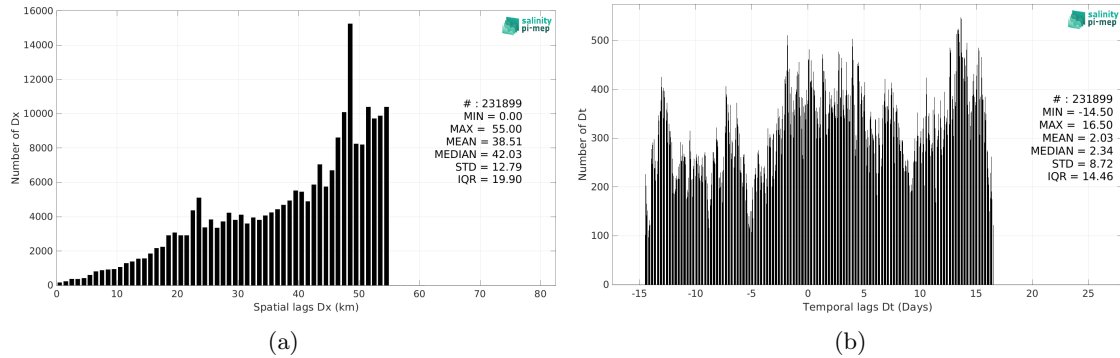 16000
14000
12000
10000
8000
6000
4000
2000
0
Number of Dx
0 10 20 30 40 50 60 70 80
Spatial lags Dx (km)
salinity
pi-mep
# : 231899
MIN = 0.00
MAX = 55.00
MEAN = 38.51
MEDIAN = 42.03
STD = 12.79
IQR = 19.90
(a)
500
400
300
200
100
0
Number of Dt
-15 -10 -5 0 5 10 15 20 25
Temporal lags Dt (Days)
salinity
pi-mep
# : 231899
MIN = -14.50
MAX = 16.50
MEAN = 2.03
MEDIAN = 2.34
STD = 8.72
IQR = 14.46
(b)